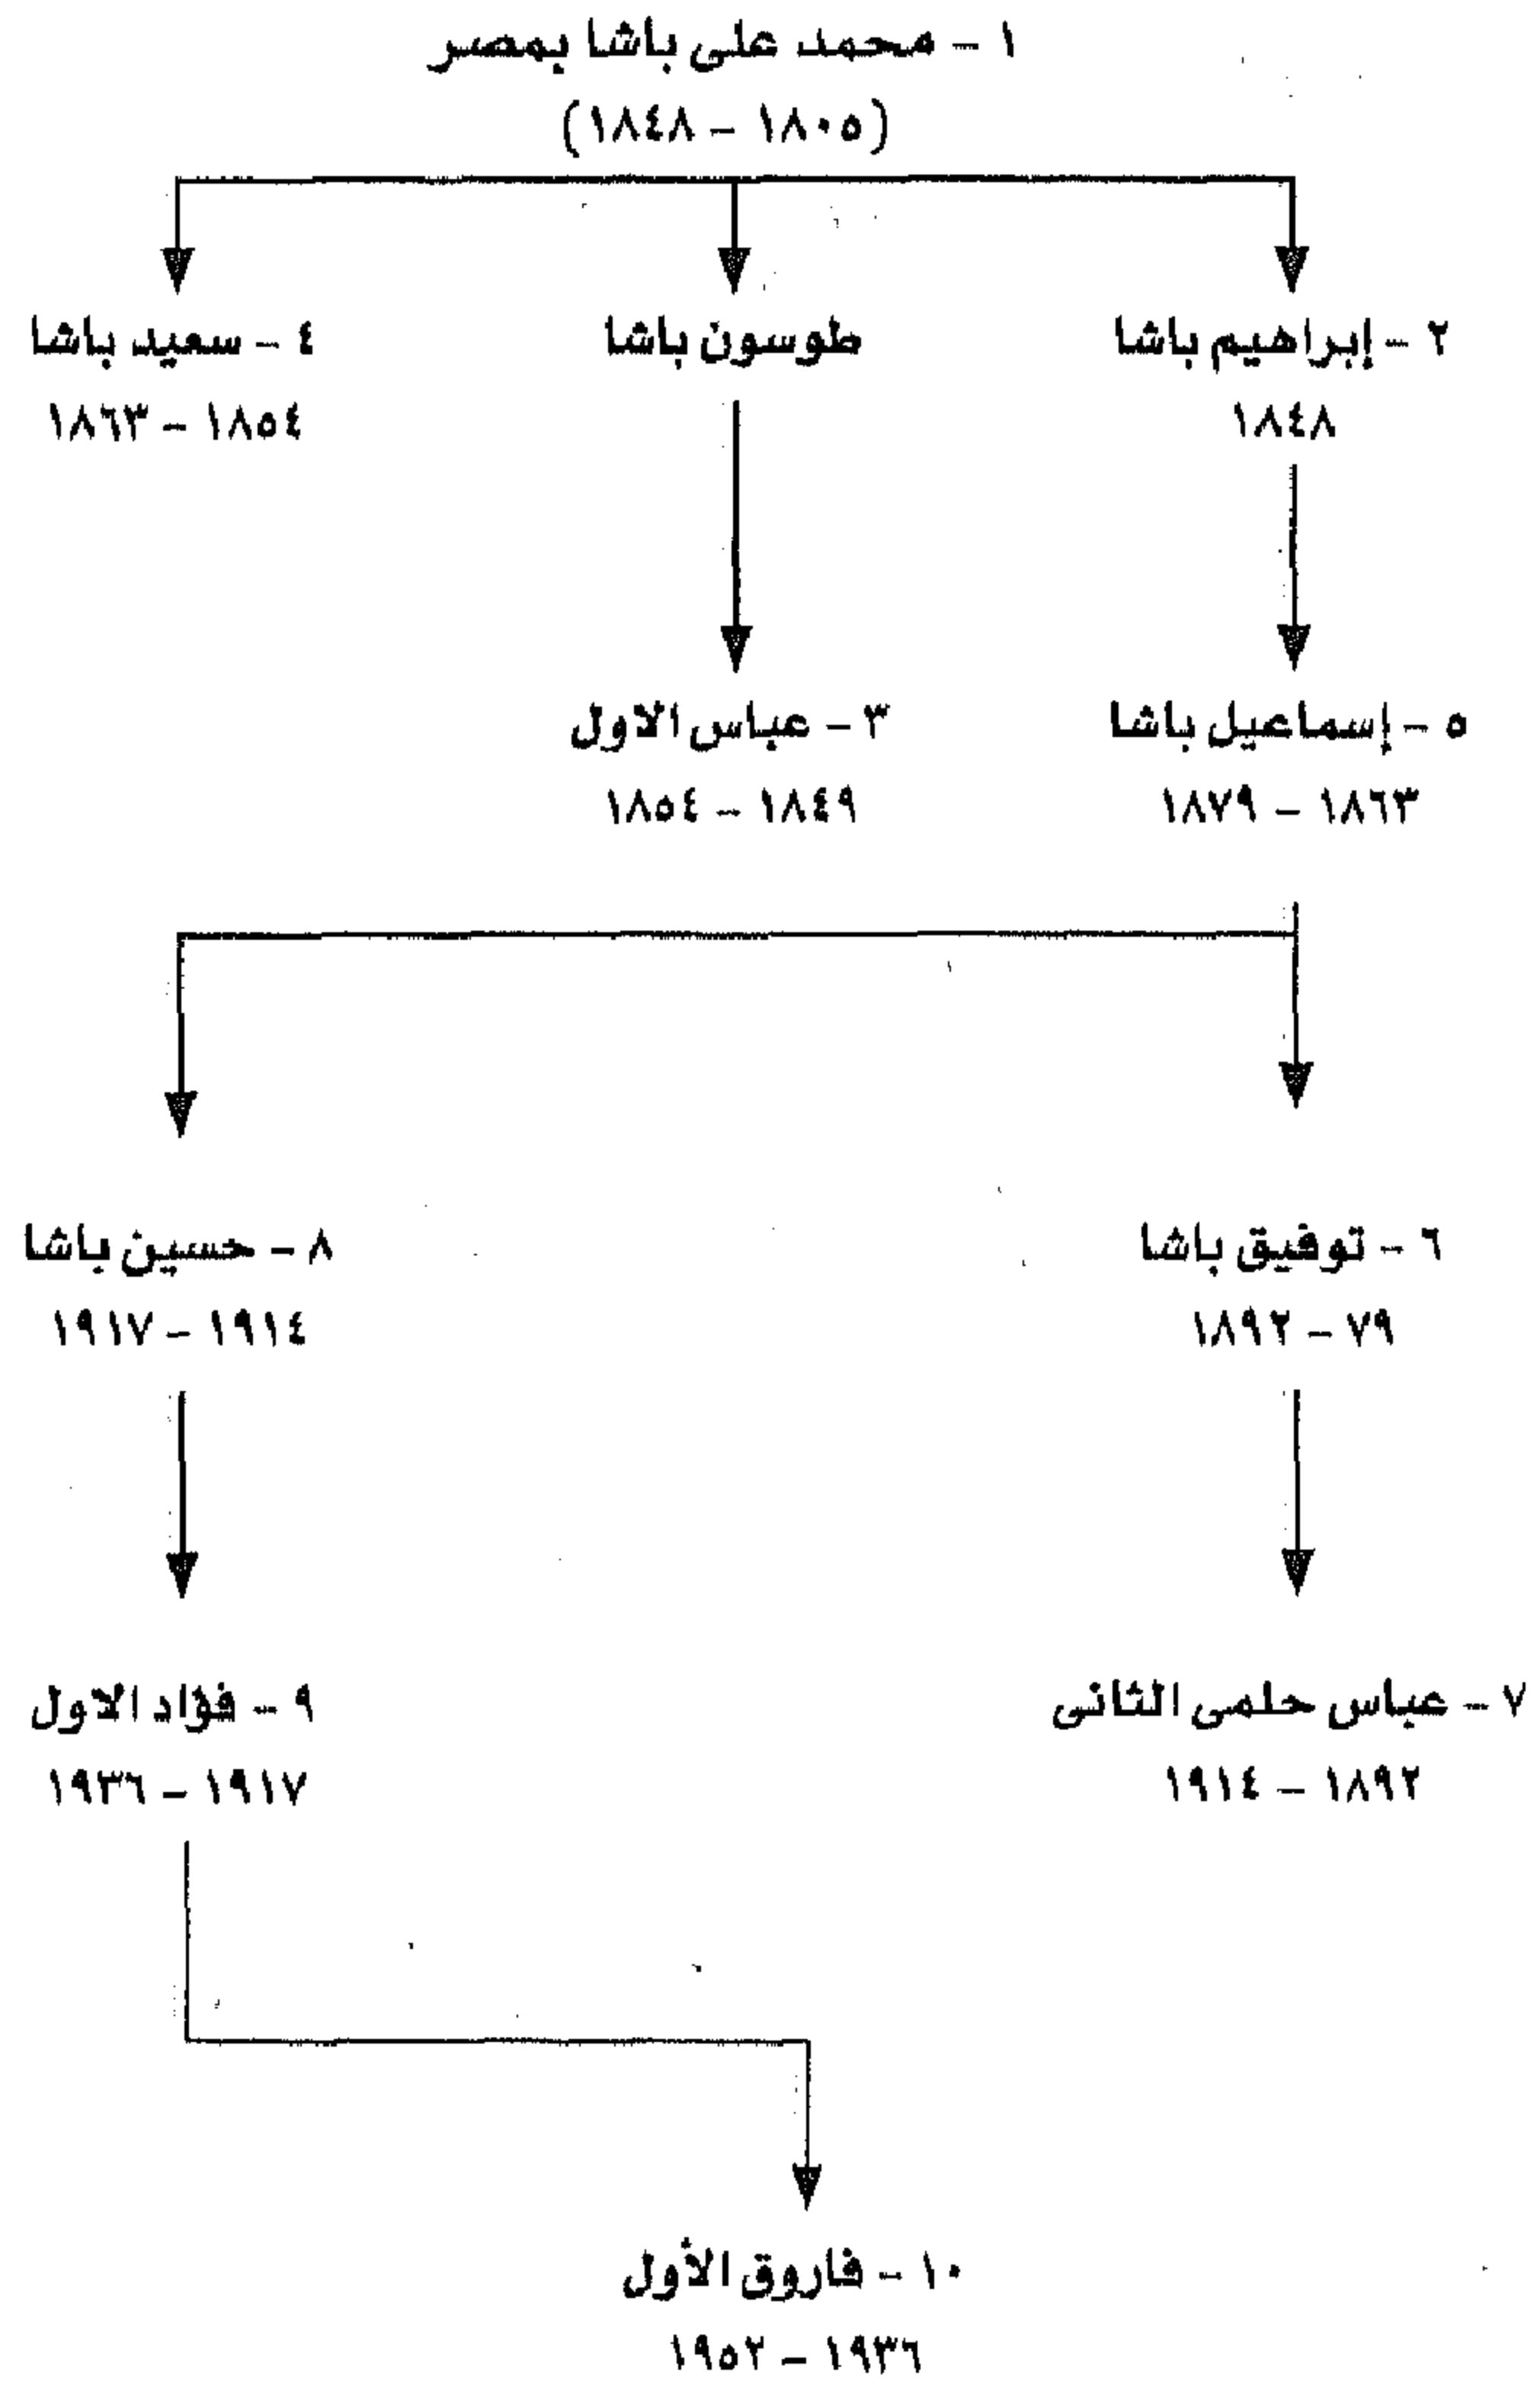 ١ - محمد على باشا بمصر
(١٨٠٥ - ١٨٤٨)
٢ - إبراهيم باشا
١٨٤٨
طوسون باشا
٤ - سعيد باشا
١٨٥٤ - ١٨٦٣
٥ - إسماعيل باشا
١٨٦٣ - ١٨٧٩
٣ - عباس الاول
١٨٤٩ - ١٨٥٤
٦ - توفيق باشا
٧٩ - ١٨٩٢
٨ - حسين باشا
١٩١٤ - ١٩١٧
٧ - عباس حلمى الثانى
١٨٩٢ - ١٩١٤
٩ - فؤاد الاول
١٩١٧ - ١٩٣٦
١٠ - فاروق الأول
١٩٣٦ - ١٩٥٢